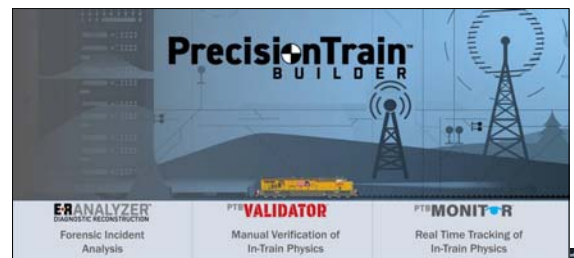 PrecisionTrain™
BUILDER
E·R ANALYZER™
DIAGNOSTIC RECONSTRUCTION
Forensic Incident
Analysis
PTB VALIDATOR
Manual Verification of
In-Train Physics
PTB MONITOR
Real Time Tracking of
In-Train Physics